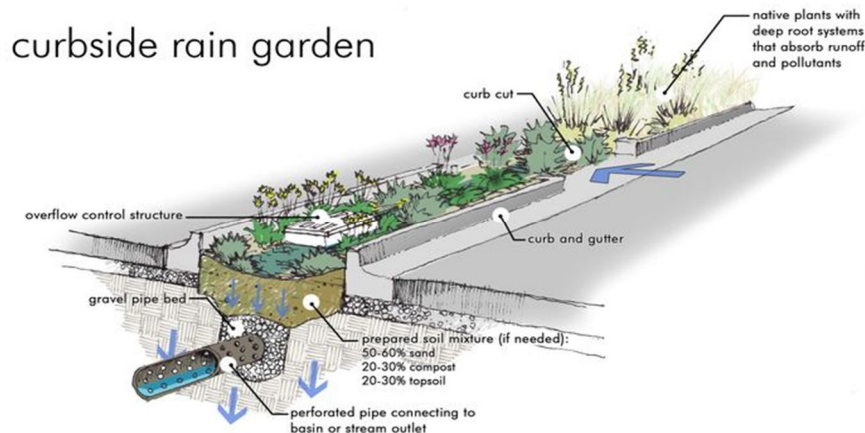 curbside rain garden
native plants with
deep root systems
that absorb runoff
and pollutants
curb cut
overflow control structure
curb and gutter
gravel pipe bed
prepared soil mixture (if needed):
50-60% sand
20-30% compost
20-30% topsoil
perforated pipe connecting to
basin or stream outlet